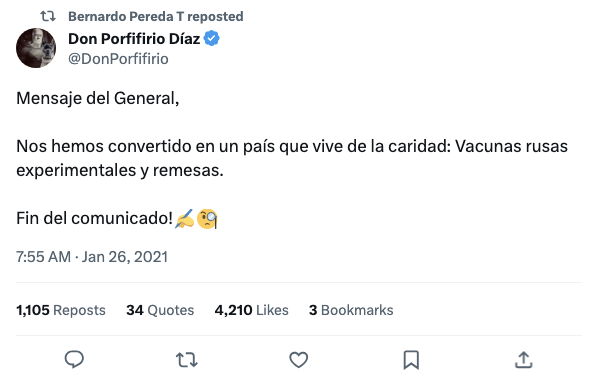 Bernardo Pereda T reposted
Don Porfifirio Díaz
@DonPorfifirio
Mensaje del General,
Nos hemos convertido en un país que vive de la caridad: Vacunas rusas
experimentales y remesas.
Fin del comunicado!✍️🧐
7:55 AM · Jan 26, 2021
1,105 Reposts 34 Quotes 4,210 Likes 3 Bookmarks